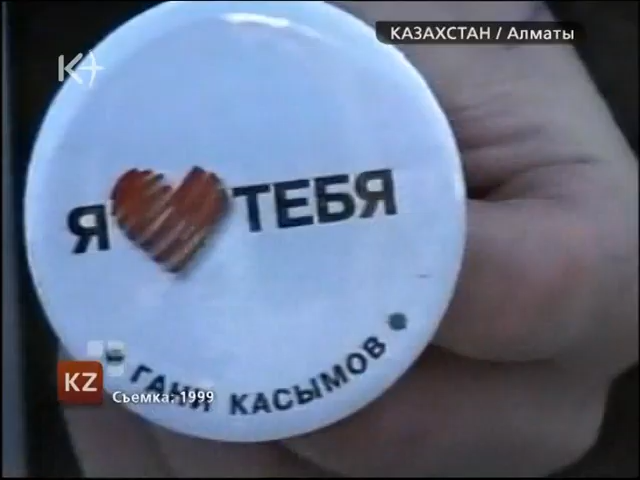 K+
КАЗАХСТАН / Алматы
Я ТЕБЯ
ГАНИ КАСЫМОВ
KZ
Съемка: 1999